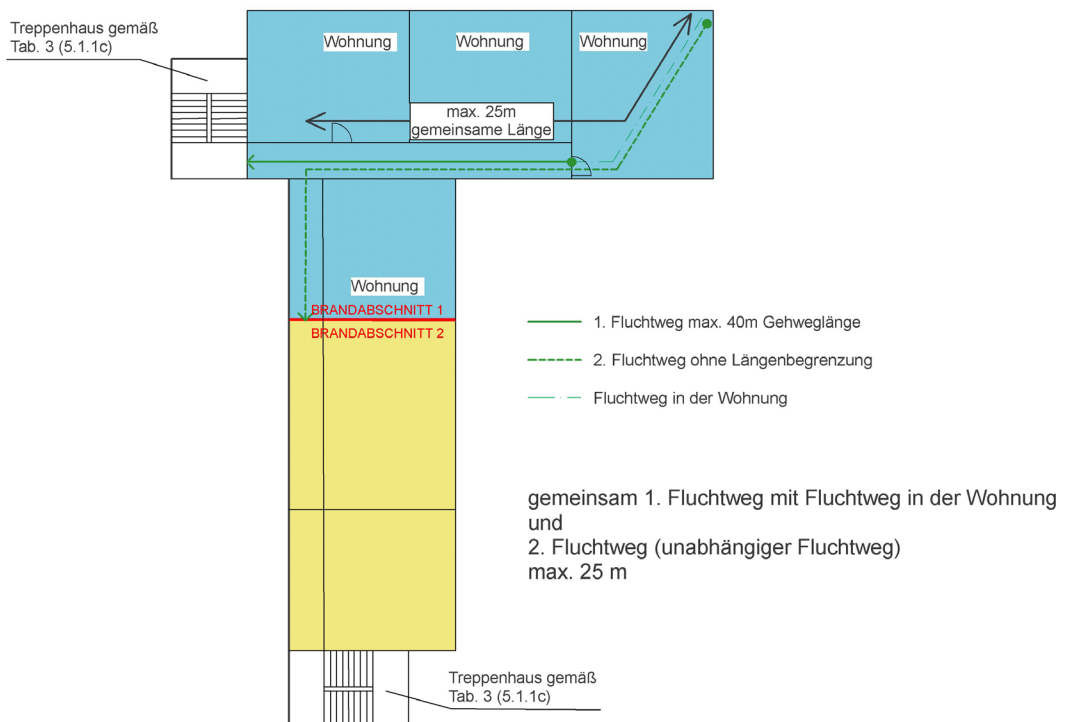 Treppenhaus gemäß
Tab. 3 (5.1.1c)
Wohnung
Wohnung
Wohnung
max. 25m
gemeinsame Länge
Wohnung
BRANDABSCHNITT 1
BRANDABSCHNITT 2
1. Fluchtweg max. 40m Gehweglänge
2. Fluchtweg ohne Längenbegrenzung
Fluchtweg in der Wohnung
gemeinsam 1. Fluchtweg mit Fluchtweg in der Wohnung
und
2. Fluchtweg (unabhängiger Fluchtweg)
max. 25 m
Treppenhaus gemäß
Tab. 3 (5.1.1c)